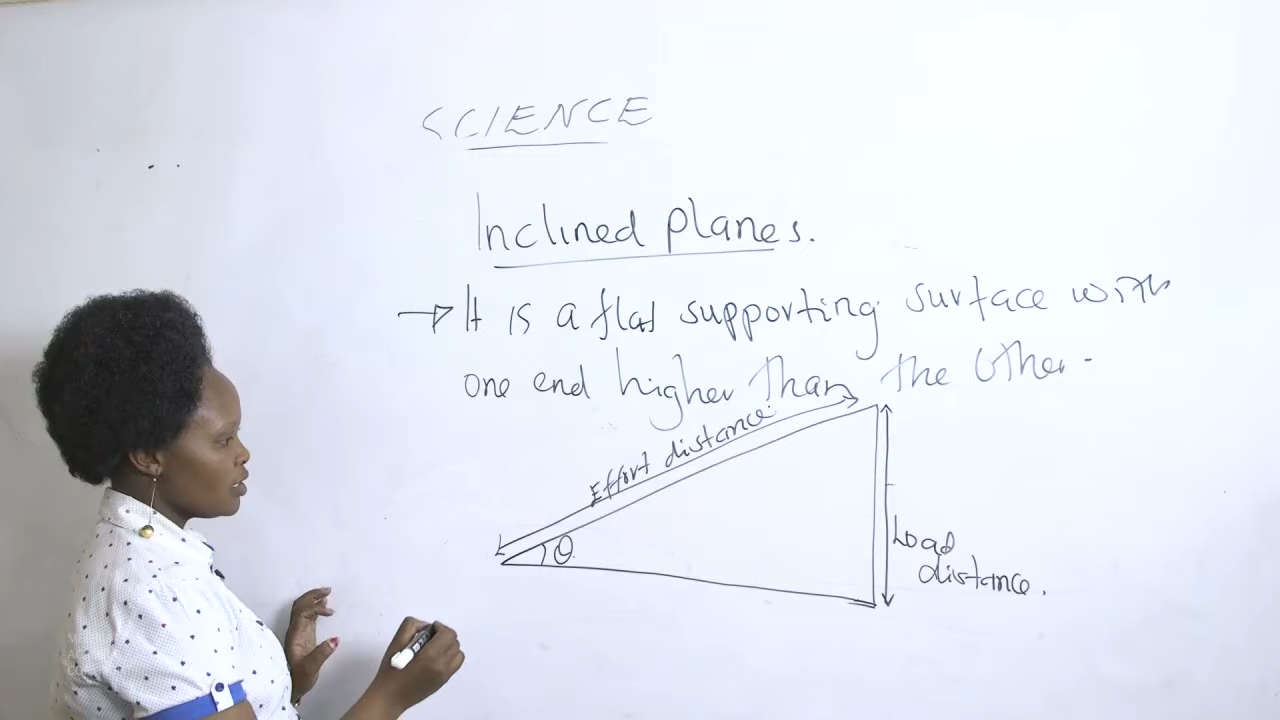 SCIENCE
Inclined planes.
→ It is a flat supporting surface with
one end higher than the other.
Effort distance
θ
Load
distance.